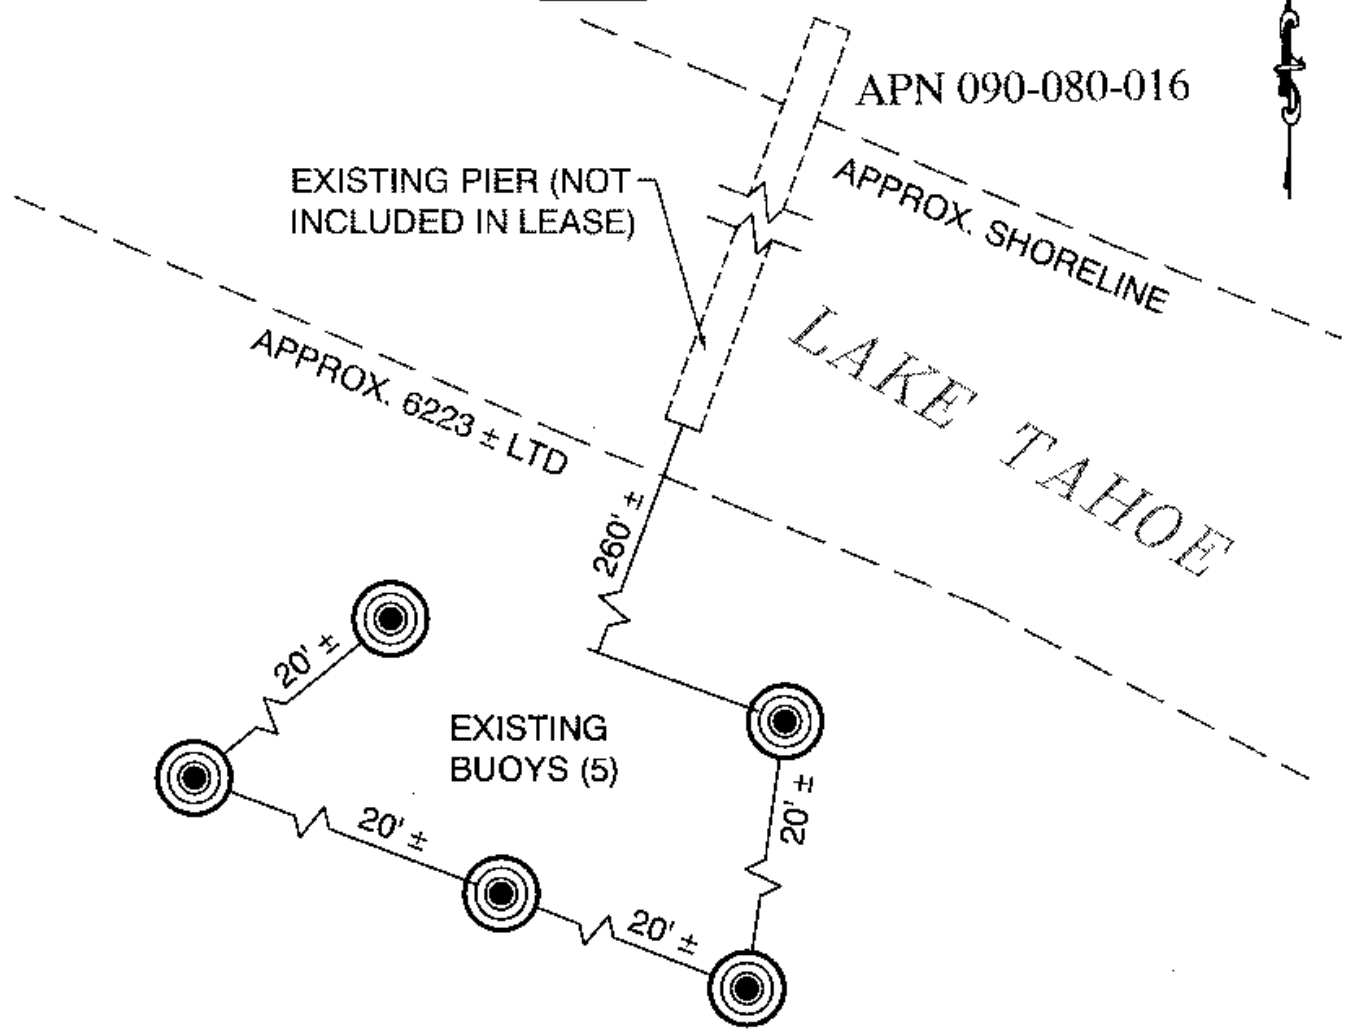 APN 090-080-016
EXISTING PIER (NOT
INCLUDED IN LEASE)
APPROX. SHORELINE
LAKE TAHOE
APPROX. 6223 ± LTD
260' ±
20' ±
EXISTING
BUOYS (5)
20' ±
20' ±
20' ±